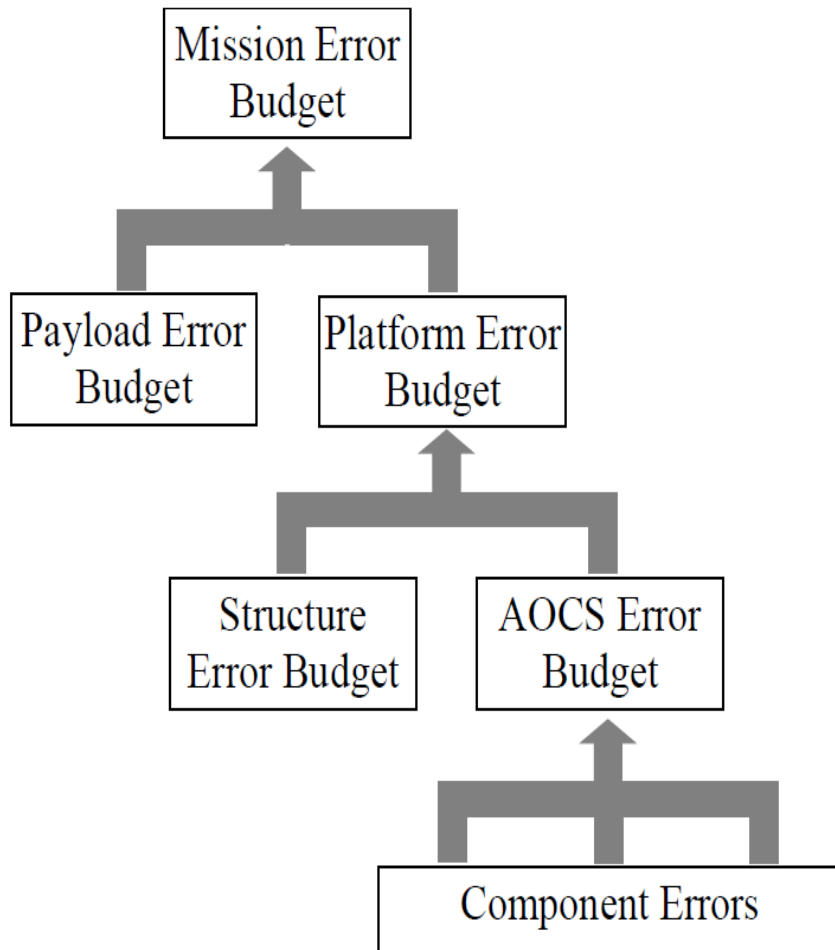 Mission Error
Budget
Payload Error
Budget
Platform Error
Budget
Structure
Error Budget
AOCS Error
Budget
Component Errors